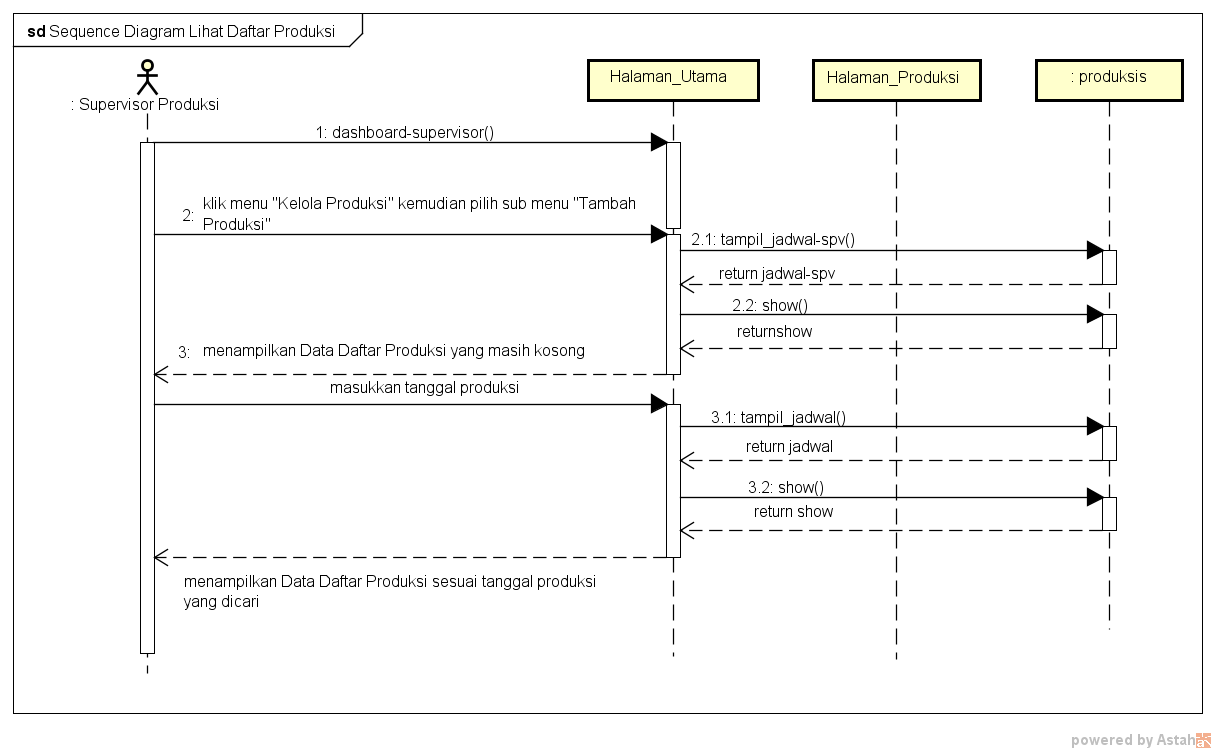 sd Sequence Diagram Lihat Daftar Produksi
: Supervisor Produksi
Halaman_Utama
Halaman_Produksi
: produksis
1: dashboard-supervisor()
2: klik menu "Kelola Produksi" kemudian pilih sub menu "Tambah
Produksi"
2.1: tampil_jadwal-spv()
return jadwal-spv
2.2: show()
returnshow
3: menampilkan Data Daftar Produksi yang masih kosong
masukkan tanggal produksi
3.1: tampil_jadwal()
return jadwal
3.2: show()
return show
menampilkan Data Daftar Produksi sesuai tanggal produksi
yang dicari
powered by Astah